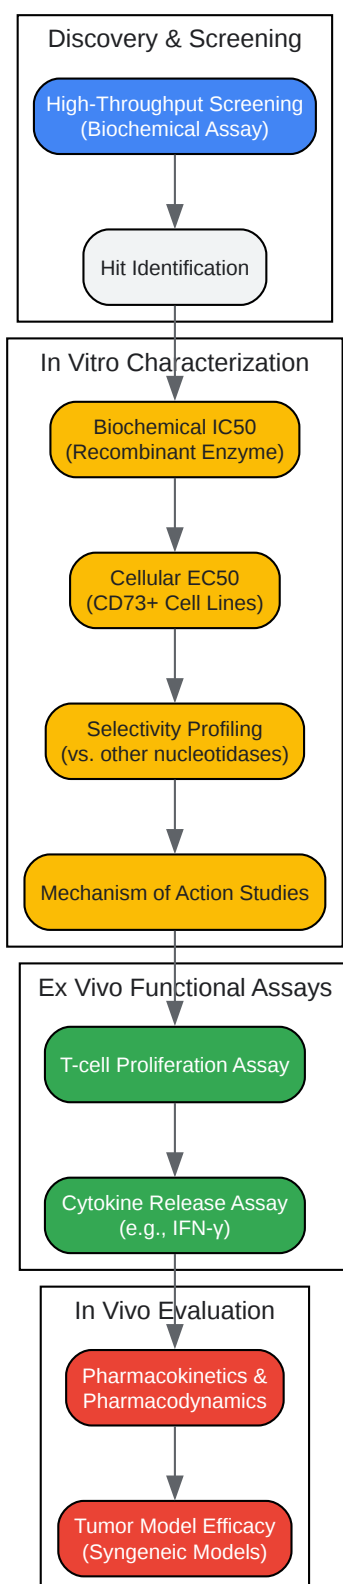 Discovery & Screening
High-Throughput Screening
(Biochemical Assay)
Hit Identification
In Vitro Characterization
Biochemical IC50
(Recombinant Enzyme)
Cellular EC50
(CD73+ Cell Lines)
Selectivity Profiling
(vs. other nucleotidases)
Mechanism of Action Studies
Ex Vivo Functional Assays
T-cell Proliferation Assay
Cytokine Release Assay
(e.g., IFN-γ)
In Vivo Evaluation
Pharmacokinetics &
Pharmacodynamics
Tumor Model Efficacy
(Syngeneic Models)